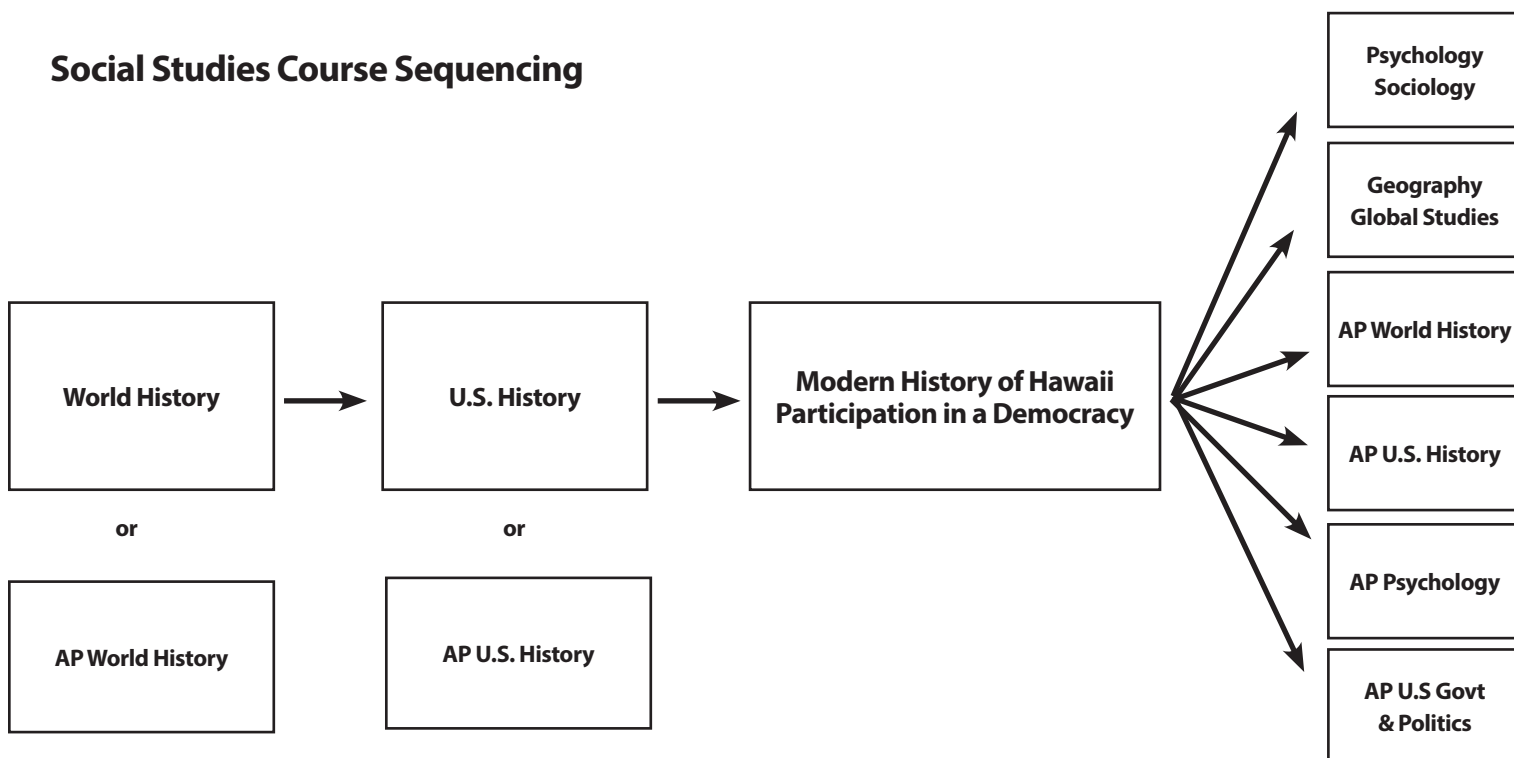 Social Studies Course Sequencing
World History
or
AP World History
U.S. History
or
AP U.S. History
Modern History of Hawaii
Participation in a Democracy
Psychology
Sociology
Geography
Global Studies
AP World History
AP U.S. History
AP Psychology
AP U.S Govt
& Politics